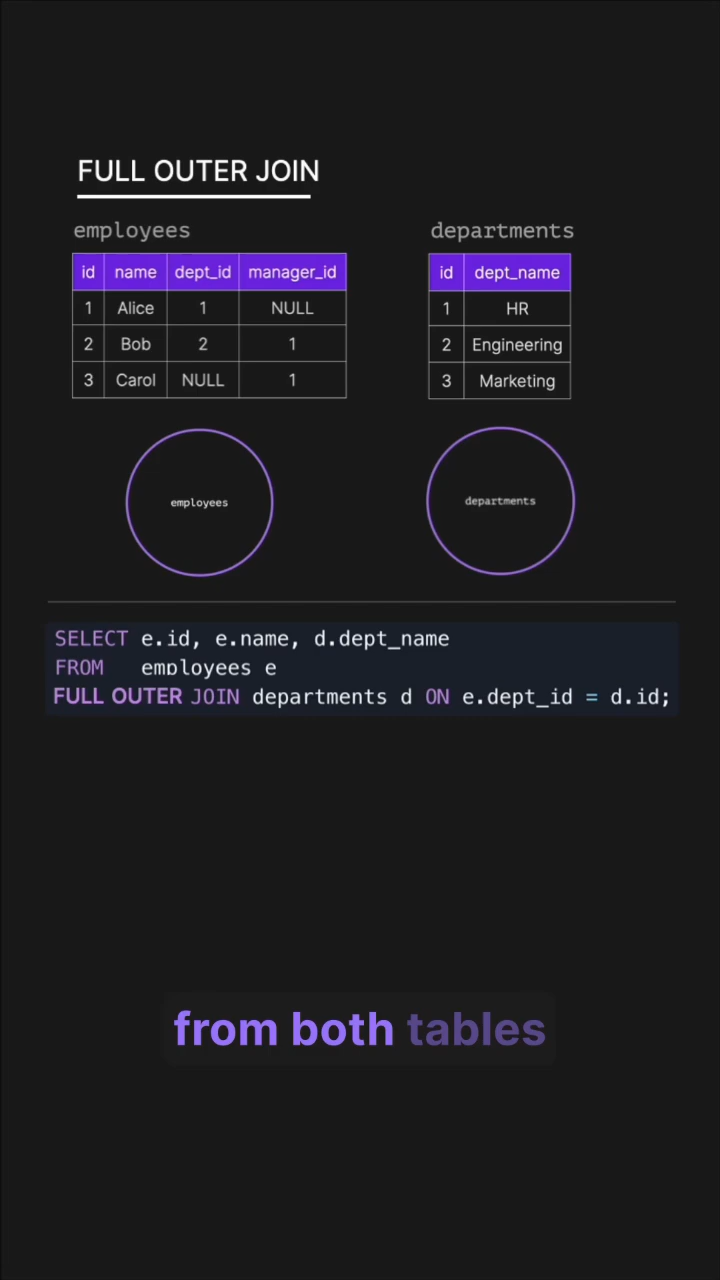 FULL OUTER JOIN
employees
id name dept_id manager_id
1 Alice 1 NULL
2 Bob 2 1
3 Carol NULL 1
departments
id dept_name
1 HR
2 Engineering
3 Marketing
employees
departments
SELECT e.id, e.name, d.dept_name
FROM employees e
FULL OUTER JOIN departments d ON e.dept_id = d.id;
from both tables